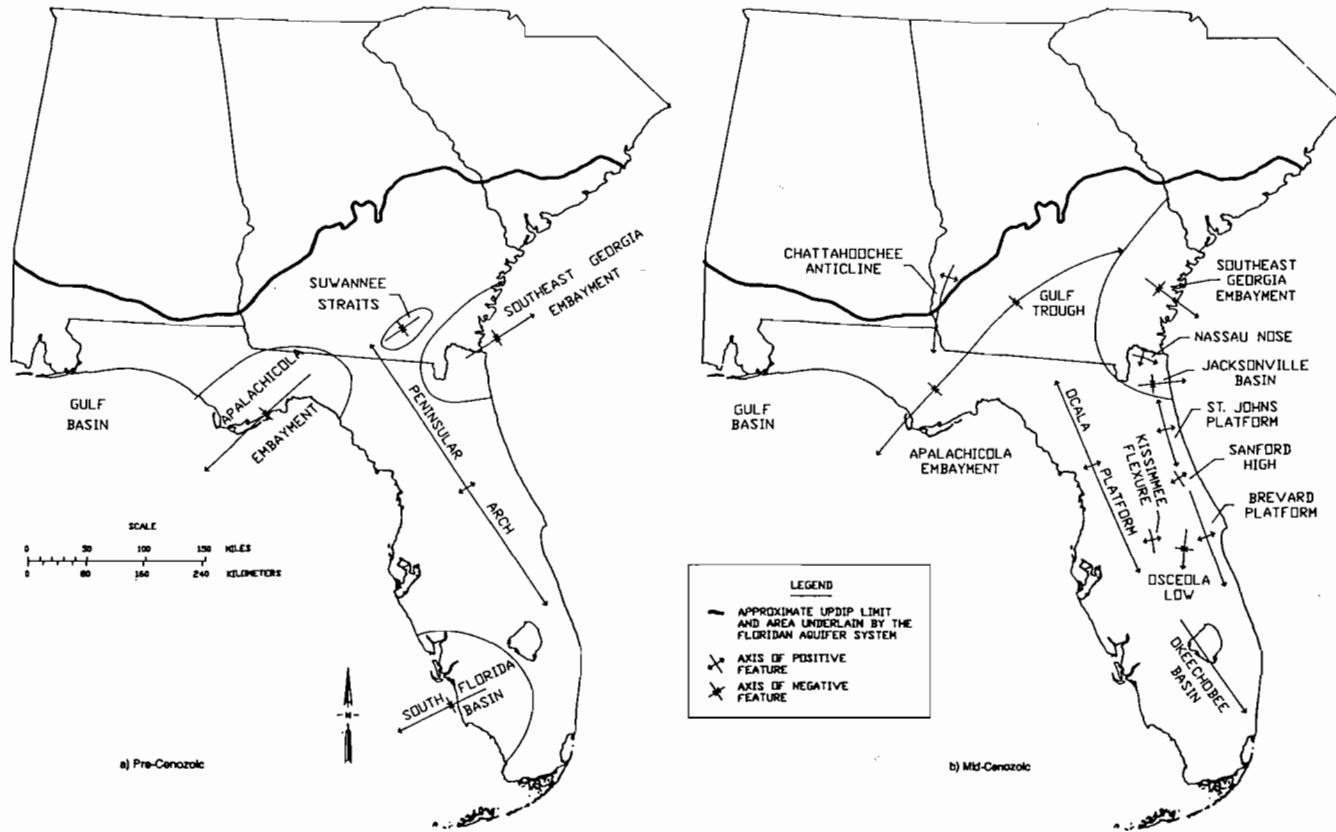 SUWANNEE
STRAITS
SOUTHEAST GEORGIA
EMBAYMENT
GULF
BASIN
APALACHICOLA
EMBAYMENT
PENINSULAR
ARCH
SCALE
0 50 100 150 MILES
0 80 160 240 KILOMETERS
SOUTH FLORIDA
BASIN
N
a) Pre-Cenozoic
CHATTAHOOCHEE
ANTICLINE
GULF
TROUGH
SOUTHEAST
GEORGIA
EMBAYMENT
NASSAU NOSE
JACKSONVILLE
BASIN
GULF
BASIN
APALACHICOLA
EMBAYMENT
OCALA
PLATFORM
KISSIMMEE
FLEXURE
ST. JOHNS
PLATFORM
SANFORD
HIGH
BREVARD
PLATFORM
OSCEOLA
LOW
OKEECHOBEE
BASIN
LEGEND
APPROXIMATE UPDIP LIMIT
AND AREA UNDERLAIN BY THE
FLORIDAN AQUIFER SYSTEM
AXIS OF POSITIVE
FEATURE
AXIS OF NEGATIVE
FEATURE
b) Mid-Cenozoic